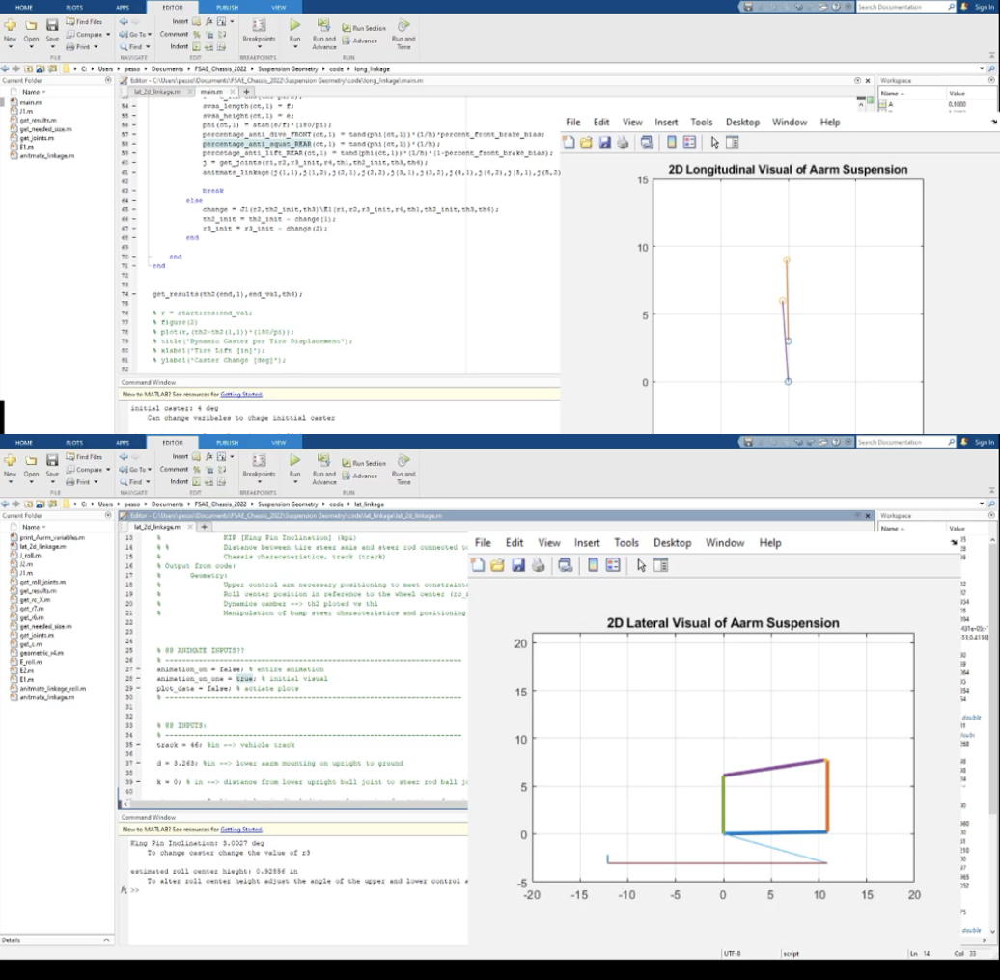 HOME PLOTS APPS EDITOR PUBLISH VIEW Search Documentation Sign In
New Open Save Find Files Compare Print Go To Find Insert Comment Indent Breakpoints Run Run and Advance Run Section Advance Run and Time
FILE NAVIGATE EDIT BREAKPOINTS RUN
C: Users pesso Documents FSAE_Chassis_2022 Suspension Geometry code long_linkage
Current Folder
Name
main.m
J1.m
get_results.m
get_needed_size.m
get_joints.m
E1.m
anitmate_linkage.m
Editor - C:\Users\pesso\Documents\FSAE_Chassis_2022\Suspension Geometry\code\long_linkage\main.m
lat_2d_linkage.m main.m
54 svsa_length(ct,1) = f;
55 svsa_height(ct,1) = e;
56 phi(ct,1) = atan(e/f)*(180/pi);
57 percentage_anti_dive_FRONT(ct,1) = tand(phi(ct,1))*(1/h)*percent_front_brake_bias;
58 percentage_anti_squat_REAR(ct,1) = tand(phi(ct,1))*(1/h)
59 percetage_anti_lift_REAR(ct,1) = tand(phi(ct,1))*(1/h)*(1-percent_front_brake_bias);
60 j = get_joints(r1,r2,r3_init,r4,th1,th2_init,th3,th4);
61 anitmate_linkage(j(1,1),j(1,2),j(2,1),j(2,2),j(3,1),j(3,2),j(4,1),j(4,2),j(5,1),j(5,2)
62
63 break
64 else
65 change = J1(r2,th2_init,th3)\E1(r1,r2,r3_init,r4,th1,th2_init,th3,th4);
66 th2_init = th2_init - change(1);
67 r3_init = r3_init - change(2);
68 end
69
70 end
71 end
72
73
74 get_results(th2(end,1),end_val,th4);
75
76 % r = start:res:end_val;
77 % figure(2)
78 % plot(r,(th2-th2(1,1))*(180/pi));
79 % title("Dynamic Caster per Tire Displacement");
80 % xlabel("Tire Lift [in]");
81 % ylabel("Caster Change [deg]");
82
Command Window
New to MATLAB? See resources for Getting Started.
initial caster: 4 deg
Can change varibales to chage inittial caster
Workspace
Name Value
A 0.1000
File Edit View Insert Tools Desktop Window Help
2D Longitudinal Visual of Aarm Suspension
15
10
5
0
HOME PLOTS APPS EDITOR PUBLISH VIEW Search Documentation Sign In
New Open Save Find Files Compare Print Go To Find Insert Comment Indent Breakpoints Run Run and Advance Run Section Advance Run and Time
FILE NAVIGATE EDIT BREAKPOINTS RUN
C: Users pesso Documents FSAE_Chassis_2022 Suspension Geometry code lat_linkage
Current Folder
Name
print_Aarm_variables.m
lat_2d_linkage.m
J_roll.m
J2.m
J1.m
get_roll_joints.m
get_results.m
get_rc_X.m
get_r7.m
get_r6.m
get_needed_size.m
get_joints.m
get_c.m
geometric_r4.m
E_roll.m
E2.m
E1.m
anitmate_linkage_roll.m
anitmate_linkage.m
Details
Editor - C:\Users\pesso\Documents\FSAE_Chassis_2022\Suspension Geometry\code\lat_linkage\lat_2d_linkage.m
lat_2d_linkage.m
13 % KIP [King Pin Inclination] (kpi)
14 % % Distance between tire steer axis and steer rod connected to
15 % Chassis characteristics, track (track)
16 % Output from code:
17 % Geometry:
18 % Upper control arm necessary positioning to meet constraints
19 % Roll center position in reference to the wheel center (rc_
20 % Dynamics camber --> th2 ploted vs th1
21 % Manipulation of bump steer characteristics and positioning
22
23
24
25 % @@ ANIMATE INPUTS??
26
27 animation_on = false; % entire animation
28 animation_on_one = true; % initial visual
29 plot_data = false; % actiate plots
30
31
32
33 % @@ INPUTS:
34
35 track = 46; %in --> vehicle track
36
37 d = 3.263; %in --> lower aarm mounting on upright to ground
38
39 k = 0; % in --> distance from lower upright ball joint to steer rod ball jo
40
Command Window
New to MATLAB? See resources for Getting Started.
King Pin Inclination: 3.0027 deg
To change caster change the value of r3
estimated roll center hieght: 0.92886 in
To alter roll center height adjust the angle of the upper and lower control a
fx >>
Workspace
Name Value
File Edit View Insert Tools Desktop Window Help
2D Lateral Visual of Aarm Suspension
20
15
10
5
0
-5
-20 -15 -10 -5 0 5 10 15 20
UTF-8 script Ln 14 Col 33